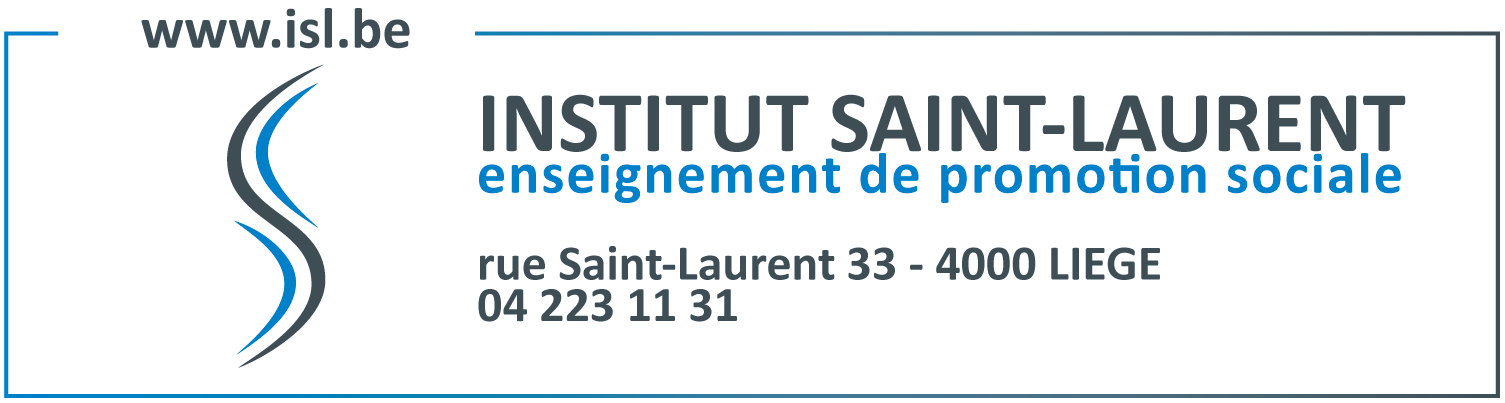 www.isl.be
INSTITUT SAINT-LAURENT
enseignement de promotion sociale
rue Saint-Laurent 33 - 4000 LIEGE
04 223 11 31